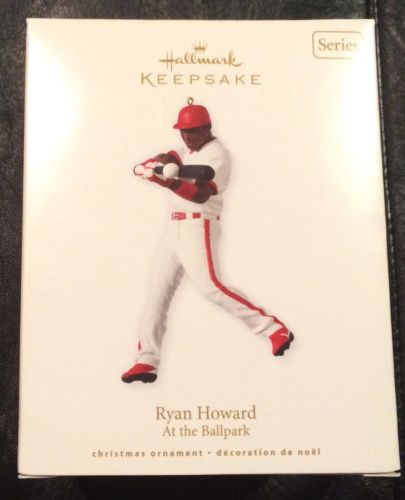 Hallmark
KEEPSAKE
Series
Ryan Howard
At the Ballpark
christmas ornament • décoration de noël